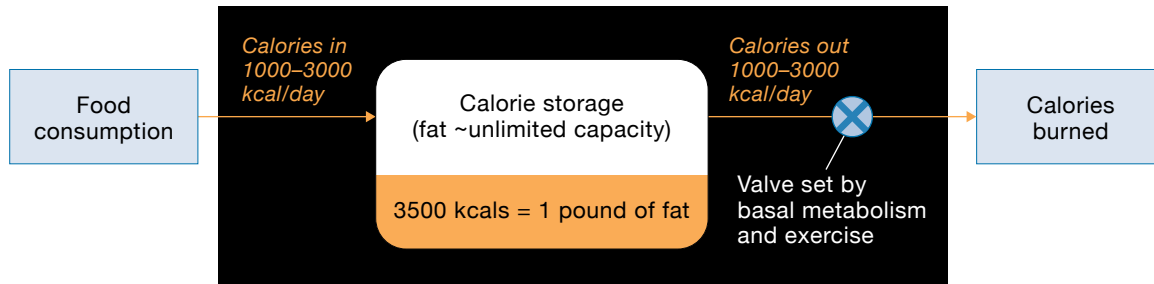 Food
consumption
Calories in
1000–3000
kcal/day
Calorie storage
(fat ~unlimited capacity)
3500 kcals = 1 pound of fat
Calories out
1000–3000
kcal/day
Valve set by
basal metabolism
and exercise
Calories
burned